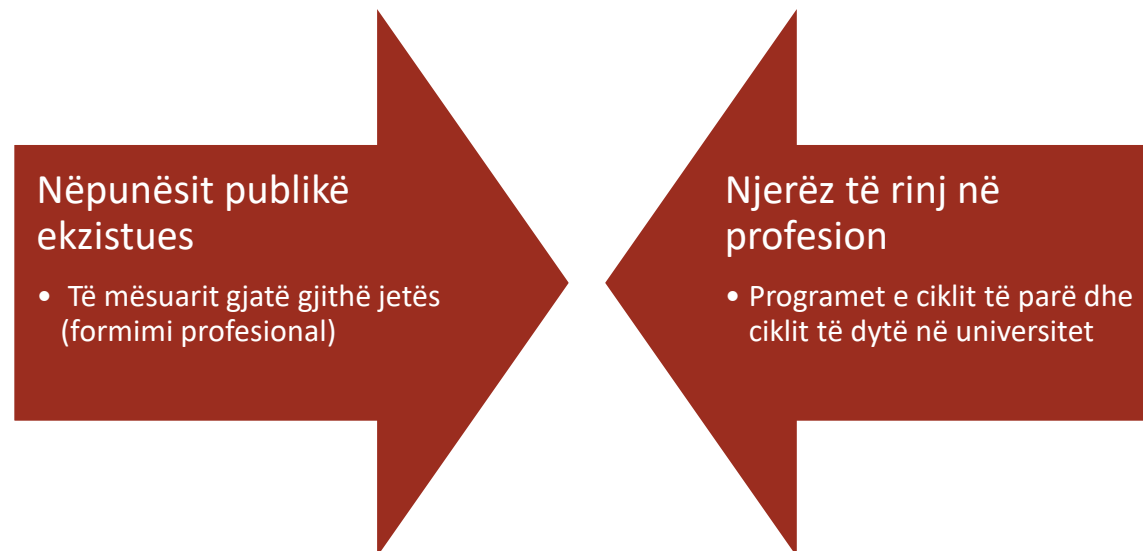 Nëpunësit publikë
ekzistues
• Të mësuarit gjatë gjithë jetës
(formimi profesional)
Njerëz të rinj në
profesion
• Programet e ciklit të parë dhe
ciklit të dytë në universitet